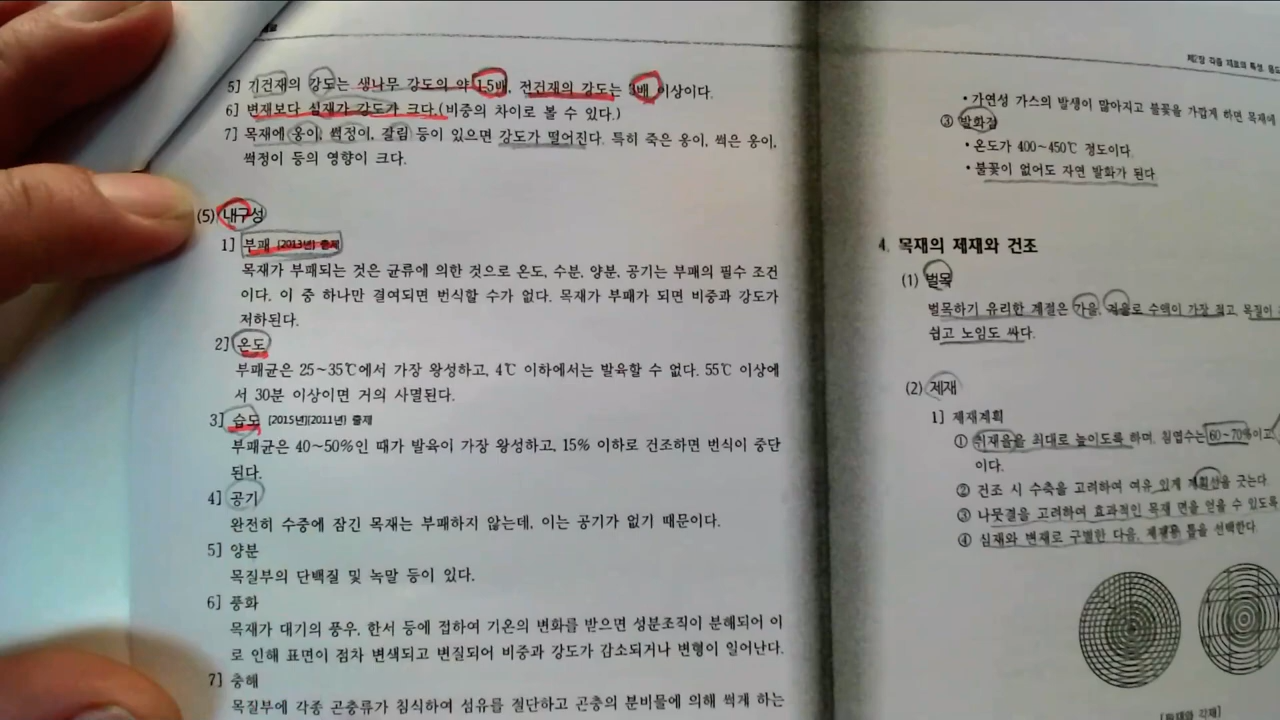 5] 기건재의 강도는 생나무 강도의 약 1.5배, 전건재의 강도는 3배 이상이다.
6] 변재보다 심재가 강도가 크다.(비중의 차이로 볼 수 있다.)
7] 목재에 옹이, 썩정이, 갈림 등이 있으면 강도가 떨어진다. 특히 죽은 옹이, 썩은 옹이,
썩정이 등의 영향이 크다.
(5) 내구성
1] 부패 [2013년] 출제
목재가 부패되는 것은 균류에 의한 것으로 온도, 수분, 양분, 공기는 부패의 필수 조건
이다. 이 중 하나만 결여되면 번식할 수가 없다. 목재가 부패가 되면 비중과 강도가
저하된다.
2] 온도
부패균은 25~35℃에서 가장 왕성하고, 4℃ 이하에서는 발육할 수 없다. 55℃ 이상에
서 30분 이상이면 거의 사멸된다.
3] 습도 [2015년][2011년] 출제
부패균은 40~50%인 때가 발육이 가장 왕성하고, 15% 이하로 건조하면 번식이 중단
된다.
4] 공기
완전히 수중에 잠긴 목재는 부패하지 않는데, 이는 공기가 없기 때문이다.
5] 양분
목질부의 단백질 및 녹말 등이 있다.
6] 풍화
목재가 대기의 풍우, 한서 등에 접하여 기온의 변화를 받으면 성분조직이 분해되어 이
로 인해 표면이 점차 변색되고 변질되어 비중과 강도가 감소되거나 변형이 일어난다.
7] 충해
목질부에 각종 곤충류가 침식하여 섬유를 절단하고 곤충의 분비물에 의해 썩게 하는
제2장 각종 재료의 특성, 용도
• 가연성 가스의 발생이 많아지고 불꽃을 가깝게 하면 목재에
③ 발화점
• 온도가 400~450℃ 정도이다.
• 불꽃이 없어도 자연 발화가 된다
4. 목재의 제재와 건조
(1) 벌목
벌목하기 유리한 계절은 가을, 겨울로 수액이 가장 적고 목질이
쉽고 노임도 싸다.
(2) 제재
1] 제재계획
① 취재율을 최대로 높이도록 하며, 침엽수는 60~70%이고,
이다.
② 건조 시 수축을 고려하여 여유 있게 계획선을 긋는다.
③ 나뭇결을 고려하여 효과적인 목재 면을 얻을 수 있도록
④ 심재와 변재로 구별한 다음, 제재용 톱을 선택한다.